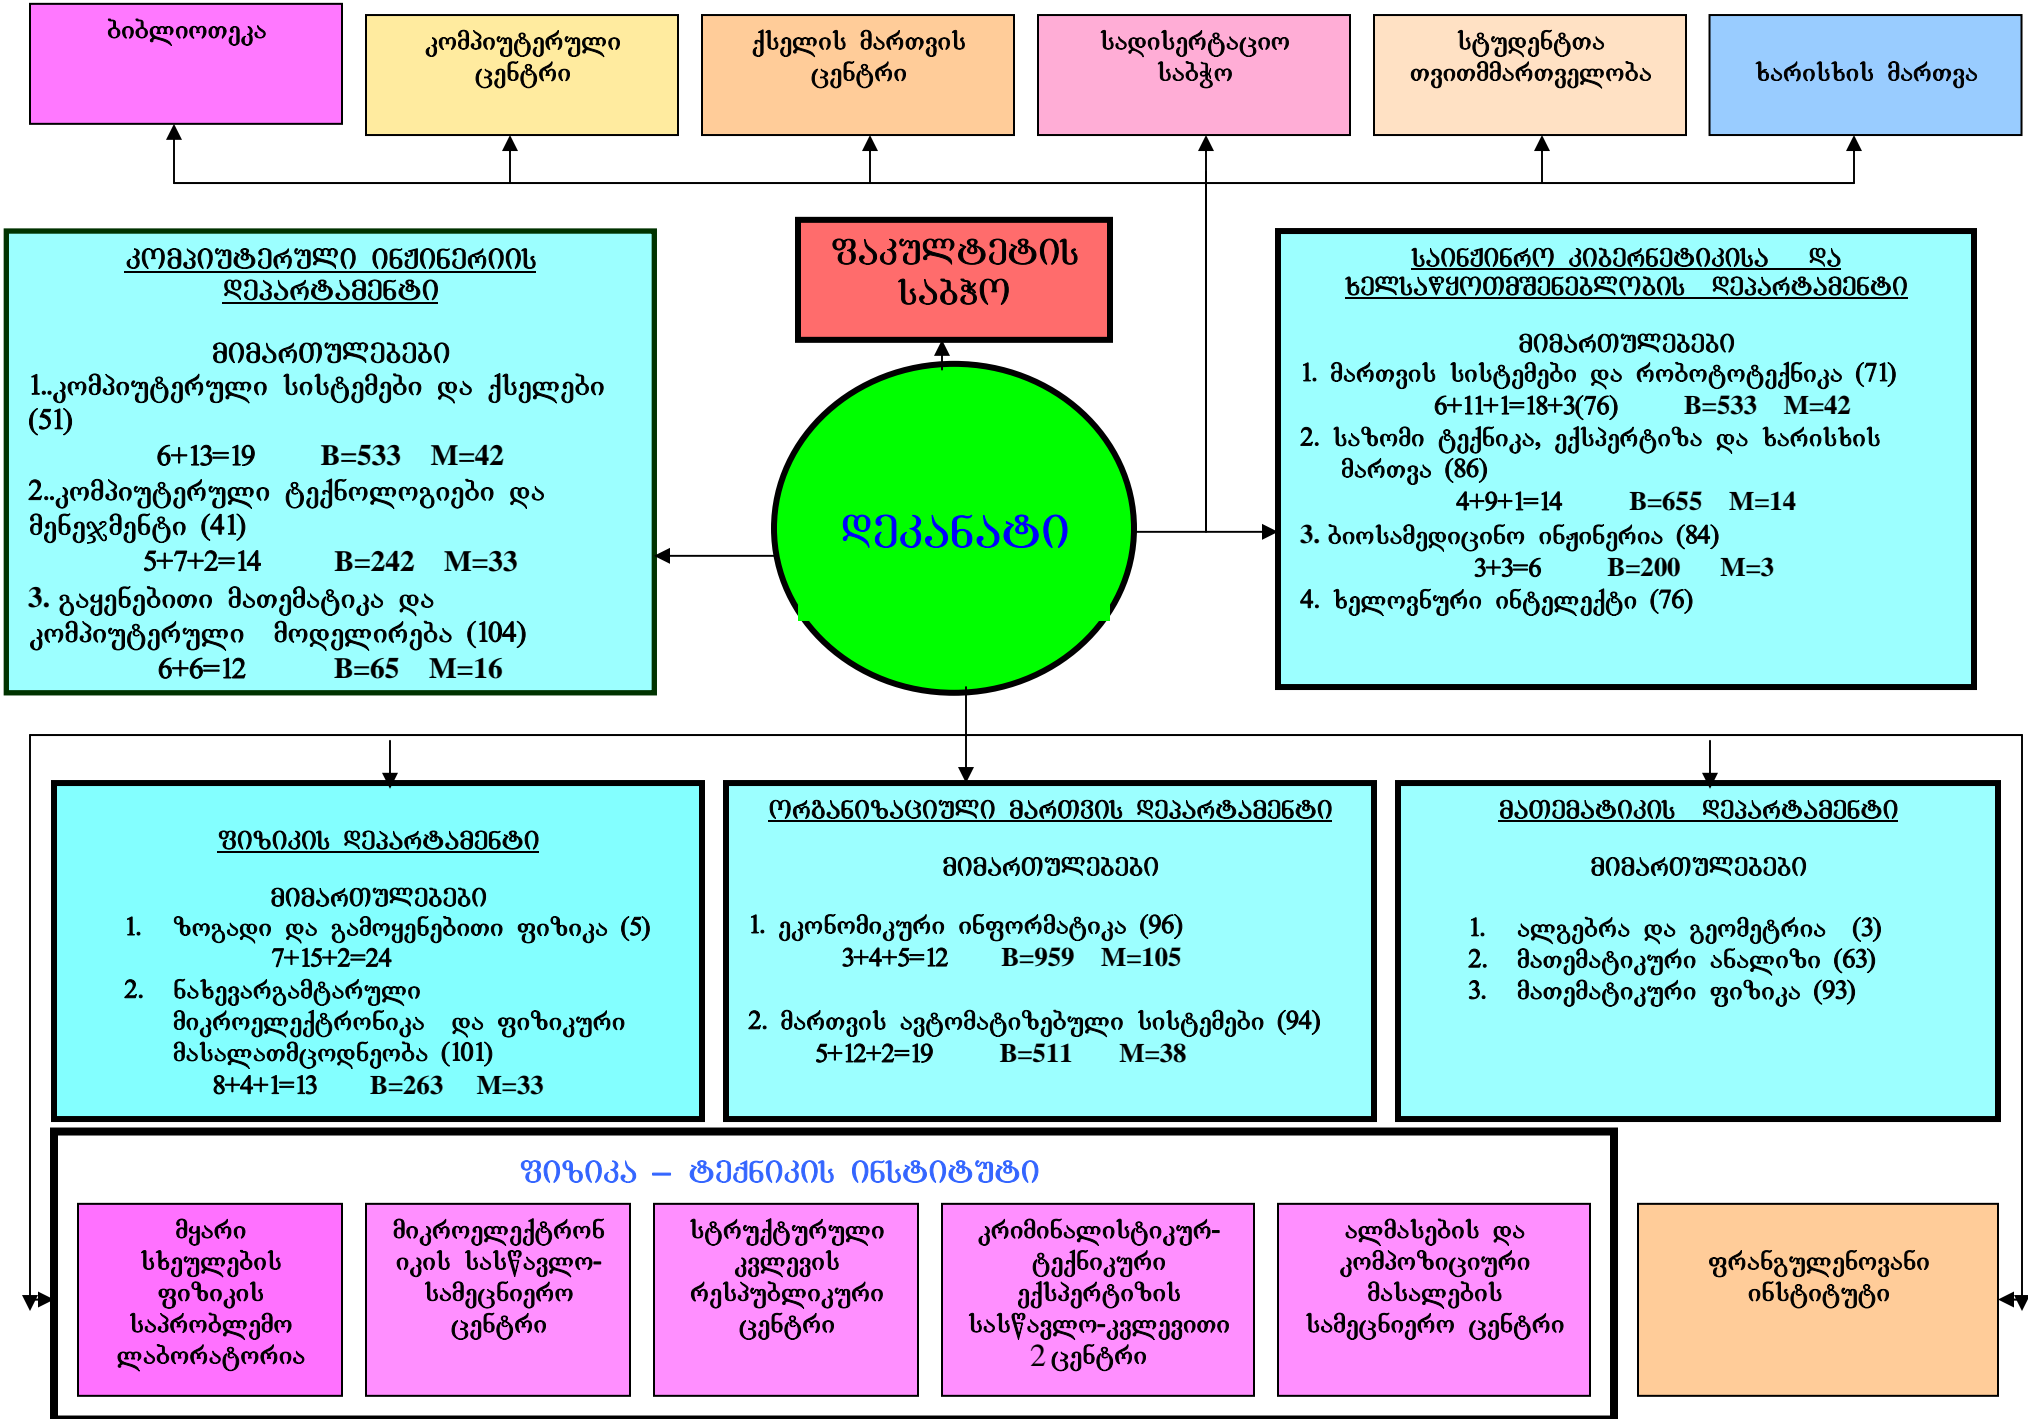 ბიბლიოთეკა
კომპიუტერული
ცენტრი
ქსელის მართვის
ცენტრი
სადისერტაციო
საბჭო
სტუდენტთა
თვითმმართველობა
ხარისხის მართვა
ფაკულტეტის
საბჭო
კომპიუტერული ინჟინერიის
დეპარტამენტი
მიმართულებები
1..კომპიუტერული სისტემები და ქსელები
(51)
6+13=19 B=533 M=42
2..კომპიუტერული ტექნოლოგიები და
მენეჯმენტი (41)
5+7+2=14 B=242 M=33
3. გაყენებითი მათემატიკა და
კომპიუტერული მოდელირება (104)
6+6=12 B=65 M=16
დეკანატი
საინჟინრო კიბერნეტიკისა და
ხელსაწყოთმშენებლობის დეპარტამენტი
მიმართულებები
1. მართვის სისტემები და რობოტოტექნიკა (71)
6+11+1=18+3(76) B=533 M=42
2. საზომი ტექნიკა, ექსპერტიზა და ხარისხის
მართვა (86)
4+9+1=14 B=655 M=14
3. ბიოსამედიცინო ინჟინერია (84)
3+3=6 B=200 M=3
4. ხელოვნური ინტელექტი (76)
ფიზიკის დეპარტამენტი
მიმართულებები
1. ზოგადი და გამოყენებითი ფიზიკა (5)
7+15+2=24
2. ნახევარგამტარული
მიკროელექტრონიკა და ფიზიკური
მასალათმცოდნეობა (101)
8+4+1=13 B=263 M=33
ორგანიზაციული მართვის დეპარტამენტი
მიმართულებები
1. ეკონომიკური ინფორმატიკა (96)
3+4+5=12 B=959 M=105
2. მართვის ავტომატიზებული სისტემები (94)
5+12+2=19 B=511 M=38
მათემატიკის დეპარტამენტი
მიმართულებები
1. ალგებრა და გეომეტრია (3)
2. მათემატიკური ანალიზი (63)
3. მათემატიკური ფიზიკა (93)
ფიზიკა – ტექნიკის ინსტიტუტი
მყარი
სხეულების
ფიზიკის
საპრობლემო
ლაბორატორია
მიკროელექტრონ
იკის სასწავლო-
სამეცნიერო
ცენტრი
სტრუქტურული
კვლევის
რესპუბლიკური
ცენტრი
კრიმინალისტიკურ-
ტექნიკური
ექსპერტიზის
სასწავლო-კვლევითი
2 ცენტრი
ალმასების და
კომპოზიციური
მასალების
სამეცნიერო ცენტრი
ფრანგულენოვანი
ინსტიტუტი